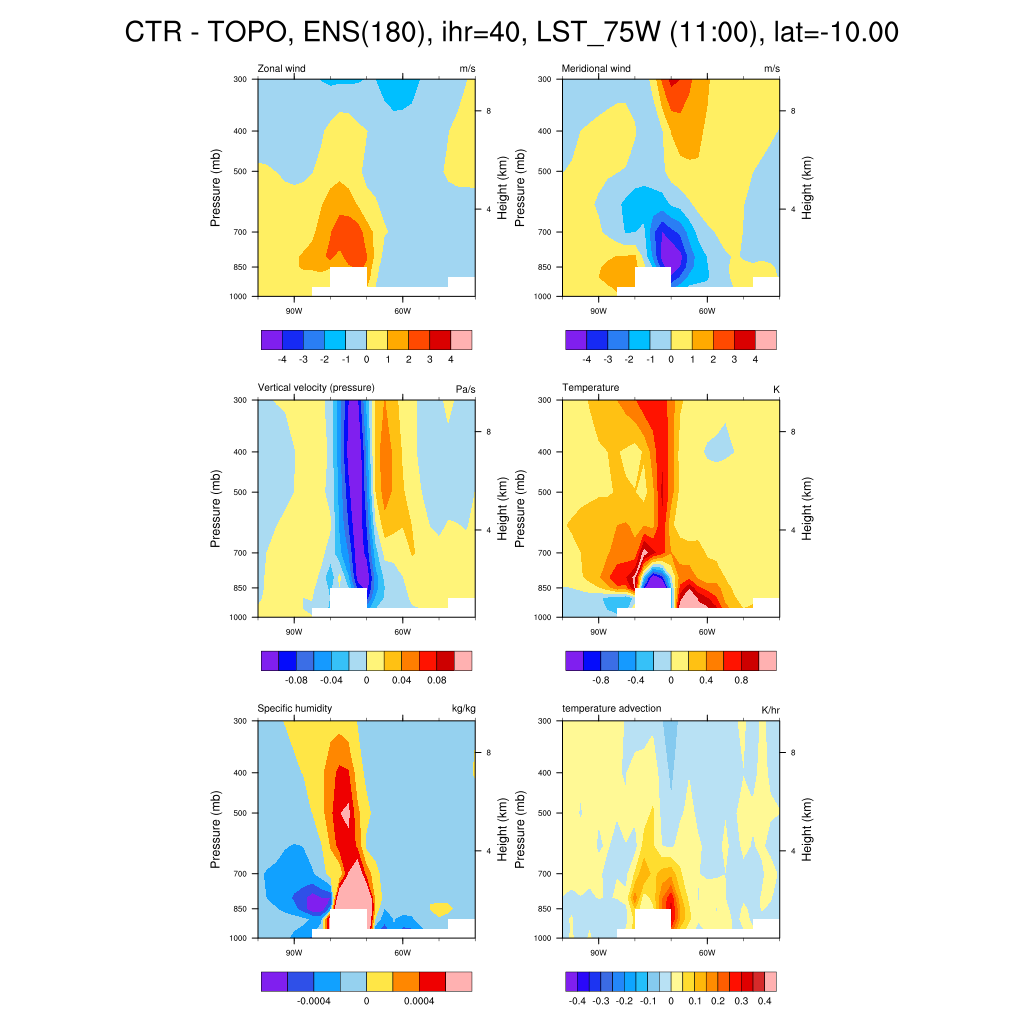 CTR - TOPO, ENS(180), ihr=40, LST_75W (11:00), lat=-10.00
Zonal wind m/s
300
400
500
700
850
1000
Pressure (mb)
8
4
Height (km)
90W 60W
-4 -3 -2 -1 0 1 2 3 4
Meridional wind m/s
300
400
500
700
850
1000
Pressure (mb)
8
4
Height (km)
90W 60W
-4 -3 -2 -1 0 1 2 3 4
Vertical velocity (pressure) Pa/s
300
400
500
700
850
1000
Pressure (mb)
8
4
Height (km)
90W 60W
-0.08 -0.04 0 0.04 0.08
Temperature K
300
400
500
700
850
1000
Pressure (mb)
8
4
Height (km)
90W 60W
-0.8 -0.4 0 0.4 0.8
Specific humidity kg/kg
300
400
500
700
850
1000
Pressure (mb)
8
4
Height (km)
90W 60W
-0.0004 0 0.0004
temperature advection K/hr
300
400
500
700
850
1000
Pressure (mb)
8
4
Height (km)
90W 60W
-0.4 -0.3 -0.2 -0.1 0 0.1 0.2 0.3 0.4